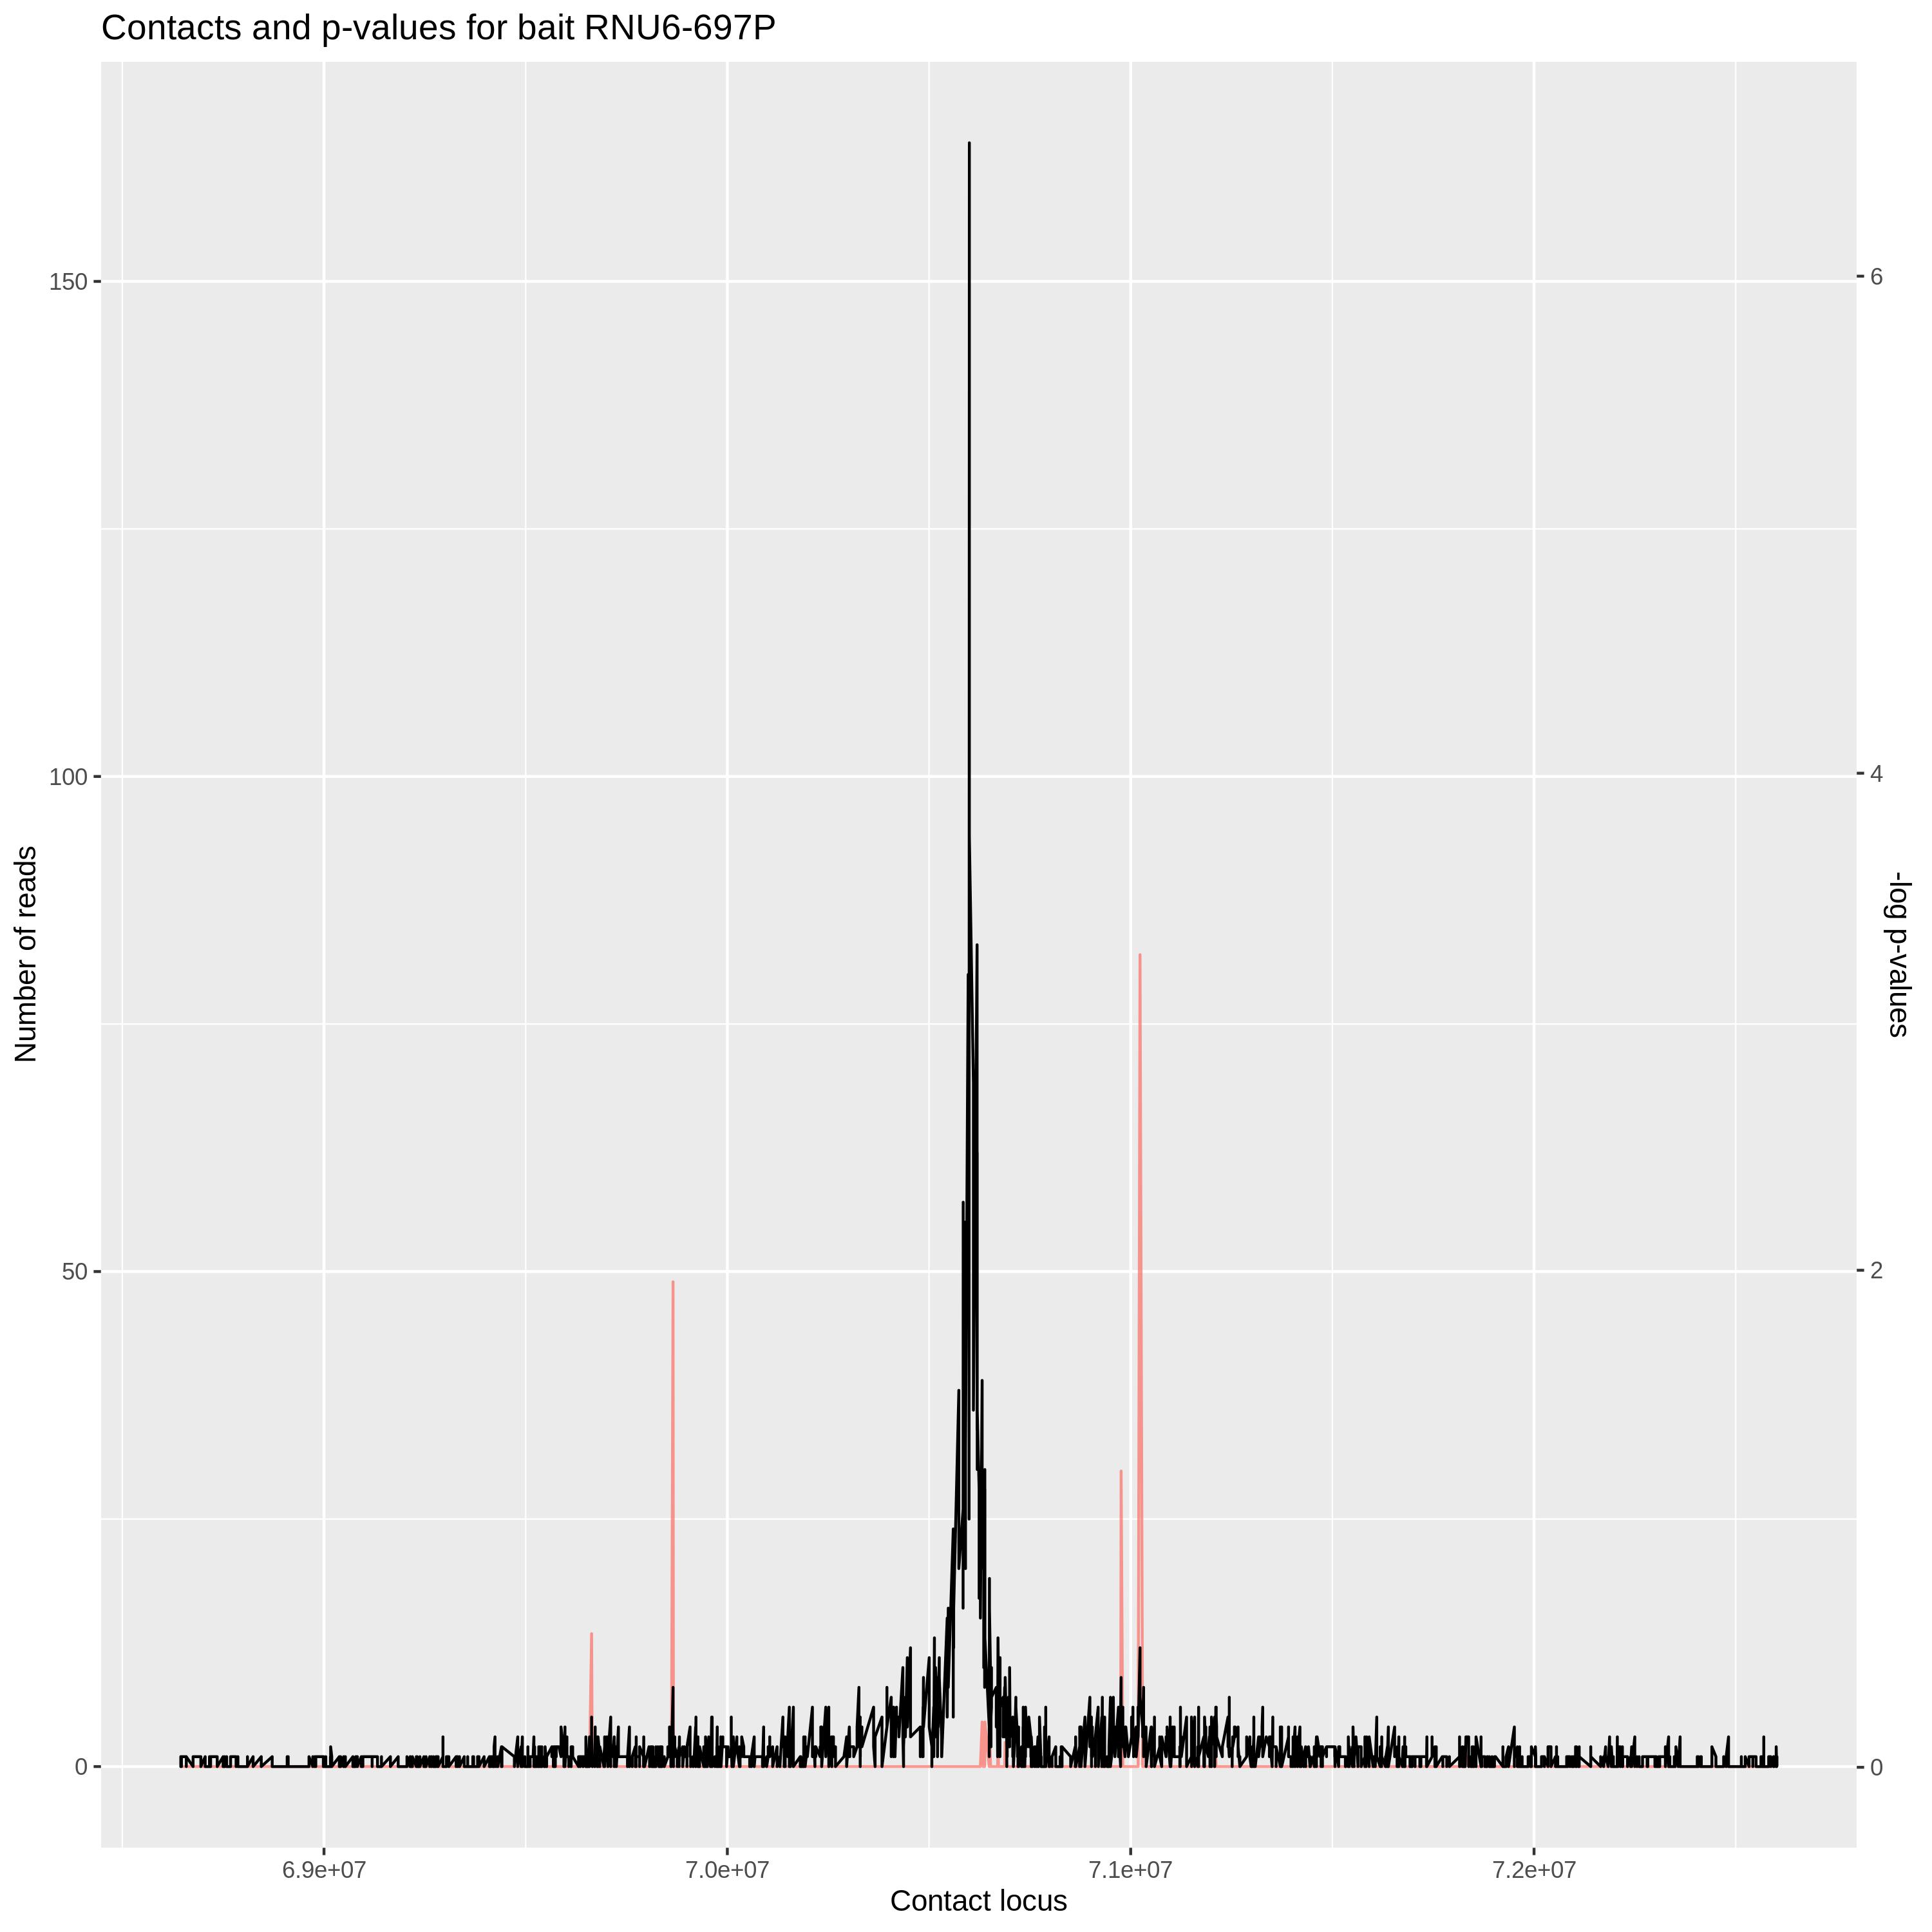 Contacts and p-values for bait RNU6-697P
150
100
50
0
6
4
2
0
Number of reads
-log p-values
6.9e+07
7.0e+07
7.1e+07
7.2e+07
Contact locus